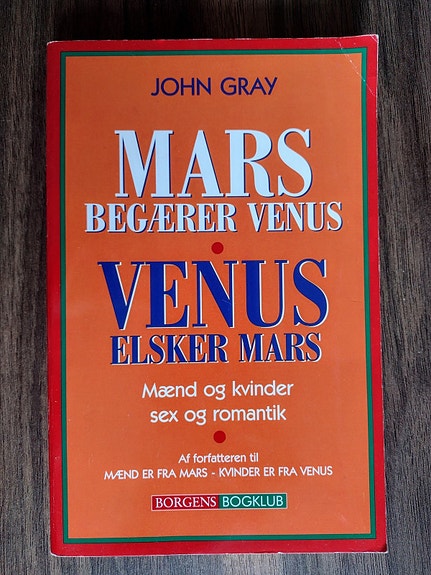 JOHN GRAY
MARS
BEGÆRER VENUS
VENUS
ELSKER MARS
Mænd og kvinder
sex og romantik
Af forfatteren til
MÆND ER FRA MARS - KVINDER ER FRA VENUS
BORGENS BOGKLUB